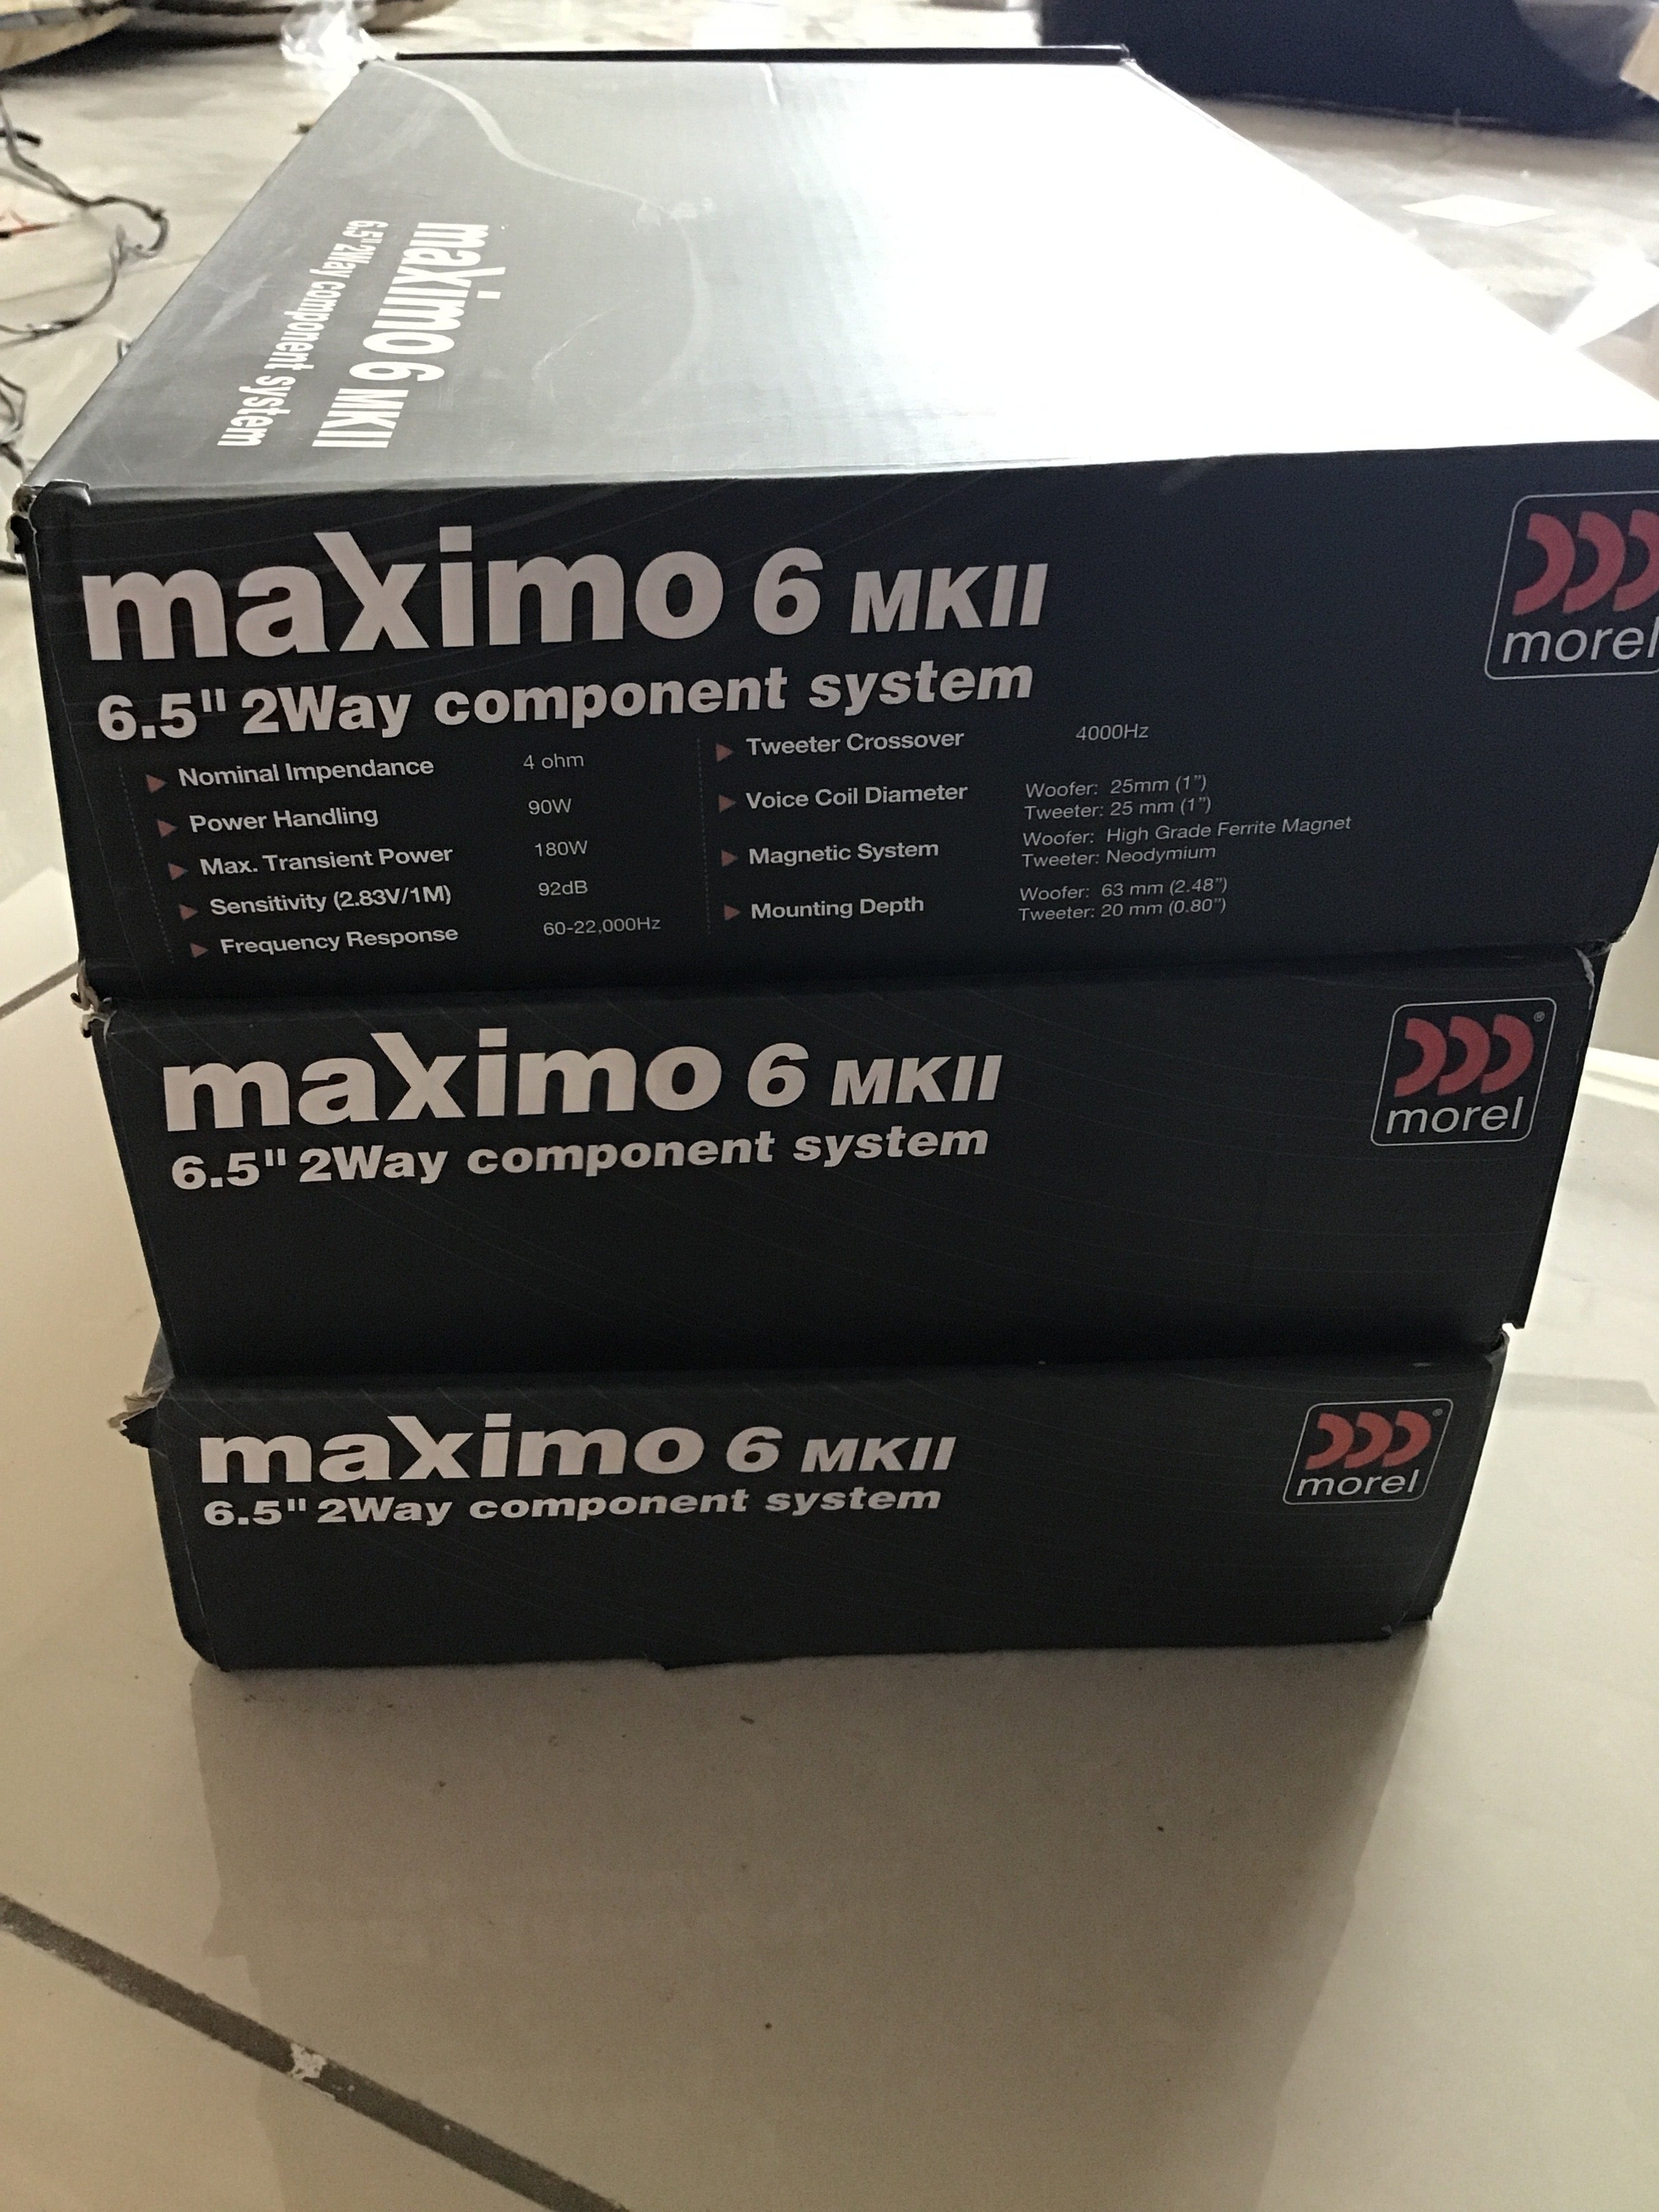 maximo 6 MKII
6.5" 2Way component system
maximo 6 MKII
6.5" 2Way component system
morel
Nominal Impendance 4 ohm
Power Handling 90W
Max. Transient Power 180W
Sensitivity (2.83V/1M) 92dB
Frequency Response 60-22,000Hz
Tweeter Crossover 4000Hz
Voice Coil Diameter Woofer: 25mm (1")
Tweeter: 25 mm (1")
Magnetic System Woofer: High Grade Ferrite Magnet
Tweeter: Neodymium
Mounting Depth Woofer: 63 mm (2.48")
Tweeter: 20 mm (0.80")
maximo 6 MKII
6.5" 2Way component system
morel®
maximo 6 MKII
6.5" 2Way component system
morel®